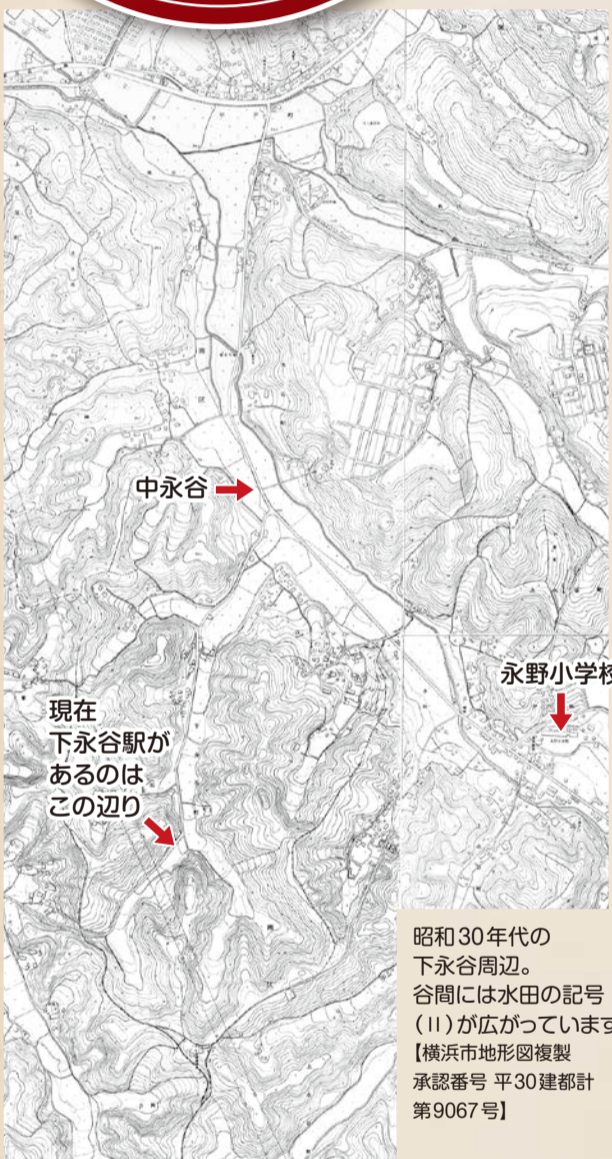 中永谷
永野小学校
現在
下永谷駅が
あるのは
この辺り
昭和30年代の
下永谷周辺。
谷間には水田の記号
(II)が広がっています
【横浜市地形図複製
承認番号 平30建都計
第9067号】